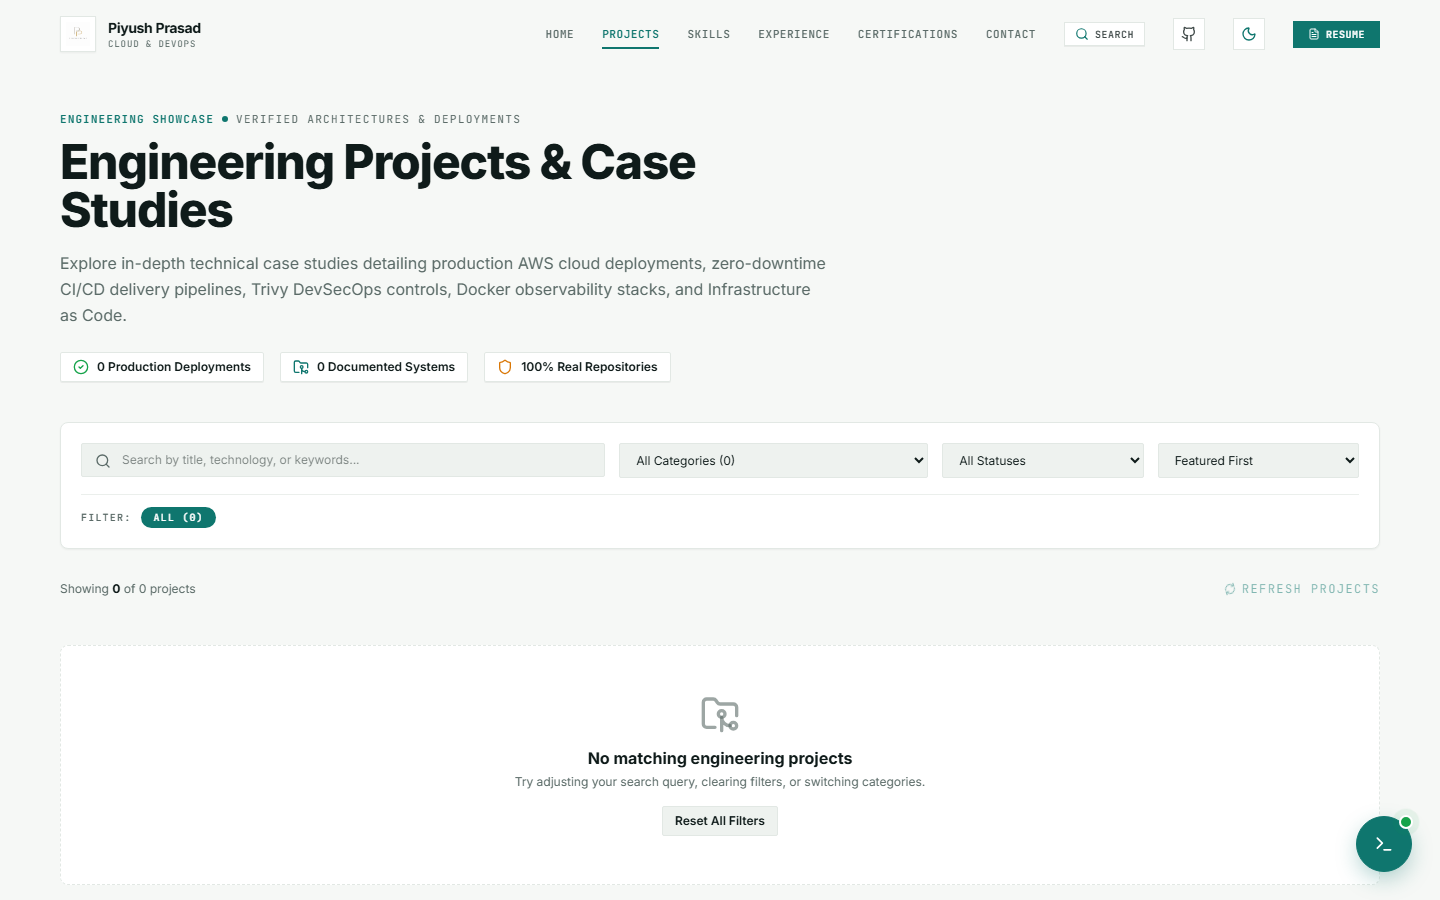 Piyush Prasad
CLOUD & DEVOPS
HOME
PROJECTS
SKILLS
EXPERIENCE
CERTIFICATIONS
CONTACT
SEARCH
RESUME
ENGINEERING SHOWCASE
VERIFIED ARCHITECTURES & DEPLOYMENTS
Engineering Projects & Case
Studies
Explore in-depth technical case studies detailing production AWS cloud deployments, zero-downtime
CI/CD delivery pipelines, Trivy DevSecOps controls, Docker observability stacks, and Infrastructure
as Code.
0 Production Deployments
0 Documented Systems
100% Real Repositories
Search by title, technology, or keywords...
All Categories (0)
All Statuses
Featured First
FILTER:
ALL (0)
Showing 0 of 0 projects
REFRESH PROJECTS
No matching engineering projects
Try adjusting your search query, clearing filters, or switching categories.
Reset All Filters